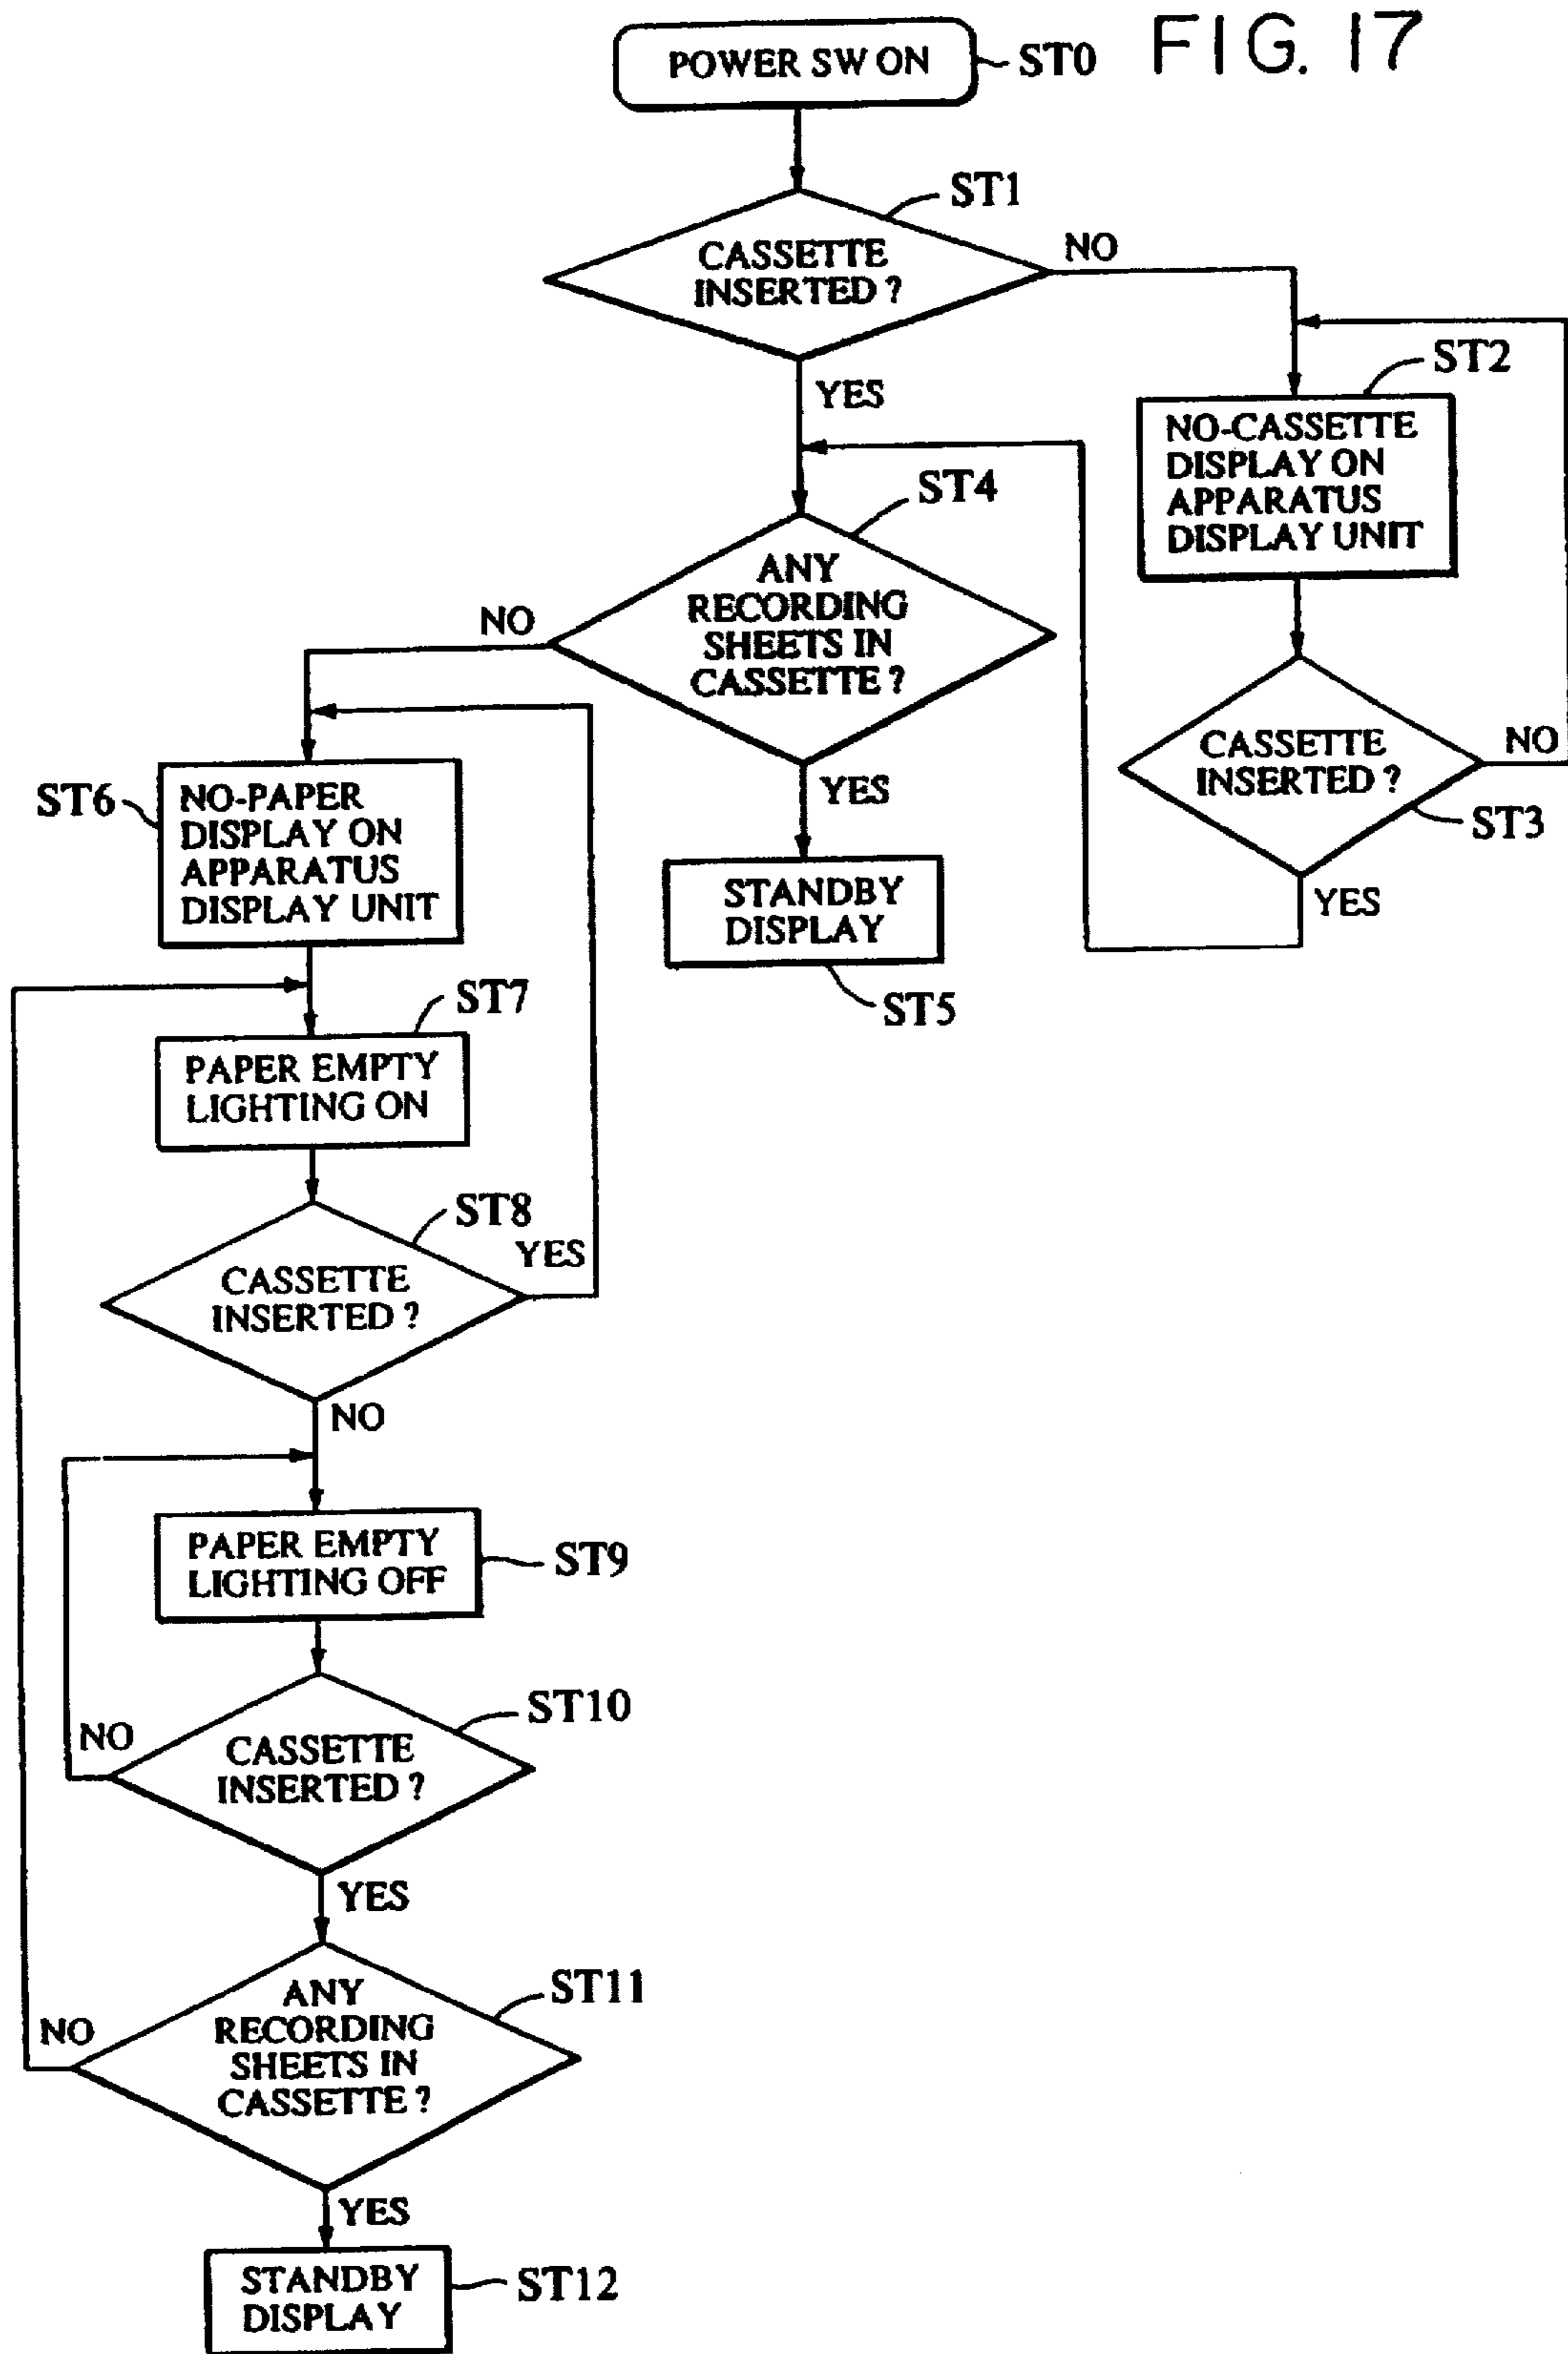 FIG. 17
POWER SW ON
ST0
ST1
CASSETTE
INSERTED ?
NO
YES
ST2
NO-CASSETTE
DISPLAY ON
APPARATUS
DISPLAY UNIT
ST4
ANY
RECORDING
SHEETS IN
CASSETTE ?
NO
YES
CASSETTE
INSERTED ?
NO
ST3
YES
ST6
NO-PAPER
DISPLAY ON
APPARATUS
DISPLAY UNIT
STANDBY
DISPLAY
ST5
ST7
PAPER EMPTY
LIGHTING ON
ST8
YES
CASSETTE
INSERTED ?
NO
PAPER EMPTY
LIGHTING OFF
ST9
ST10
NO
CASSETTE
INSERTED ?
YES
ST11
NO
ANY
RECORDING
SHEETS IN
CASSETTE ?
YES
STANDBY
DISPLAY
ST12